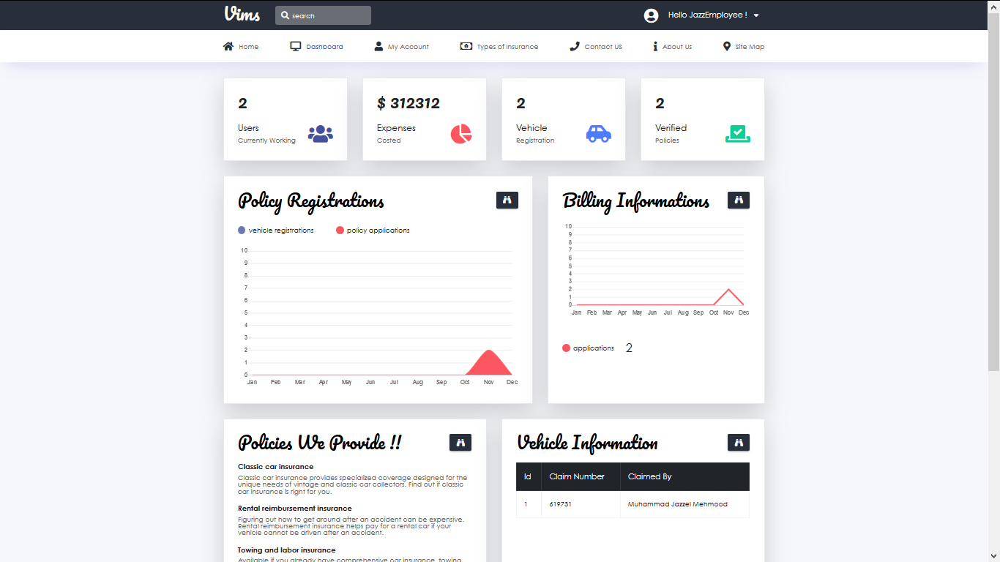 Vims
search
Hello JazzEmployee !
Home
Dashboard
My Account
Types of Insurance
Contact US
About Us
Site Map
2
Users
Currently Working
$ 312312
Expenses
Costed
2
Vehicle
Registration
2
Verified
Policies
Policy Registrations
vehicle registrations
policy applications
10
9
8
7
6
5
4
3
2
1
0
Jan Feb Mar Apr May Jun Jul Aug Sep Oct Nov Dec
Billing Informations
10
9
8
7
6
5
4
3
2
1
0
Jan Feb Mar Apr May Jun Jul Aug Sep Oct Nov Dec
applications 2
Policies We Provide !!
Classic car insurance
Classic car insurance provides specialized coverage designed for the
unique needs of vintage and classic car collectors. Find out if classic
car insurance is right for you.
Rental reimbursement insurance
Figuring out how to get around after an accident can be expensive.
Rental reimbursement insurance helps pay for a rental car if your
vehicle cannot be driven after an accident.
Towing and labor insurance
Available if you already have comprehensive car insurance, towing
Vehicle Information
Id Claim Number Claimed By
1 619731 Muhammad Jazzel Mehmood